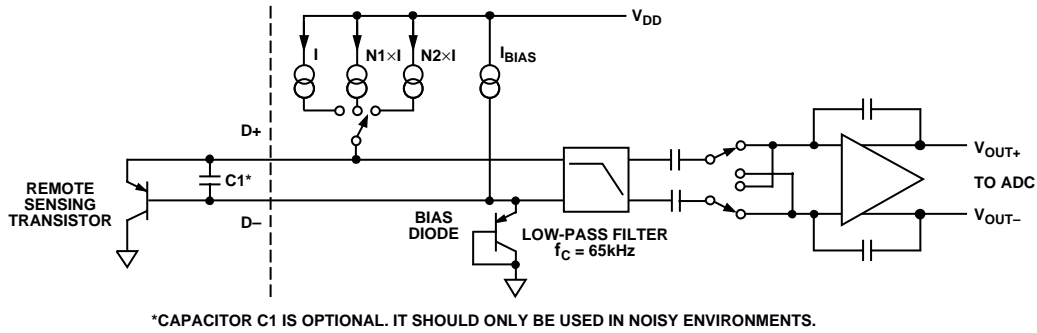 V_DD
I
N1×I
N2×I
I_BIAS
D+
C1*
REMOTE
SENSING
TRANSISTOR
D–
BIAS
DIODE
LOW-PASS FILTER
f_C = 65kHz
V_OUT+
TO ADC
V_OUT–
*CAPACITOR C1 IS OPTIONAL. IT SHOULD ONLY BE USED IN NOISY ENVIRONMENTS.